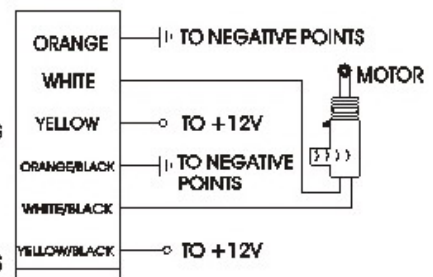 ORANGE TO NEGATIVE POINTS
WHITE MOTOR
YELLOW TO +12V
ORANGE/BLACK TO NEGATIVE
POINTS
WHITE/BLACK
YELLOW/BLACK TO +12V